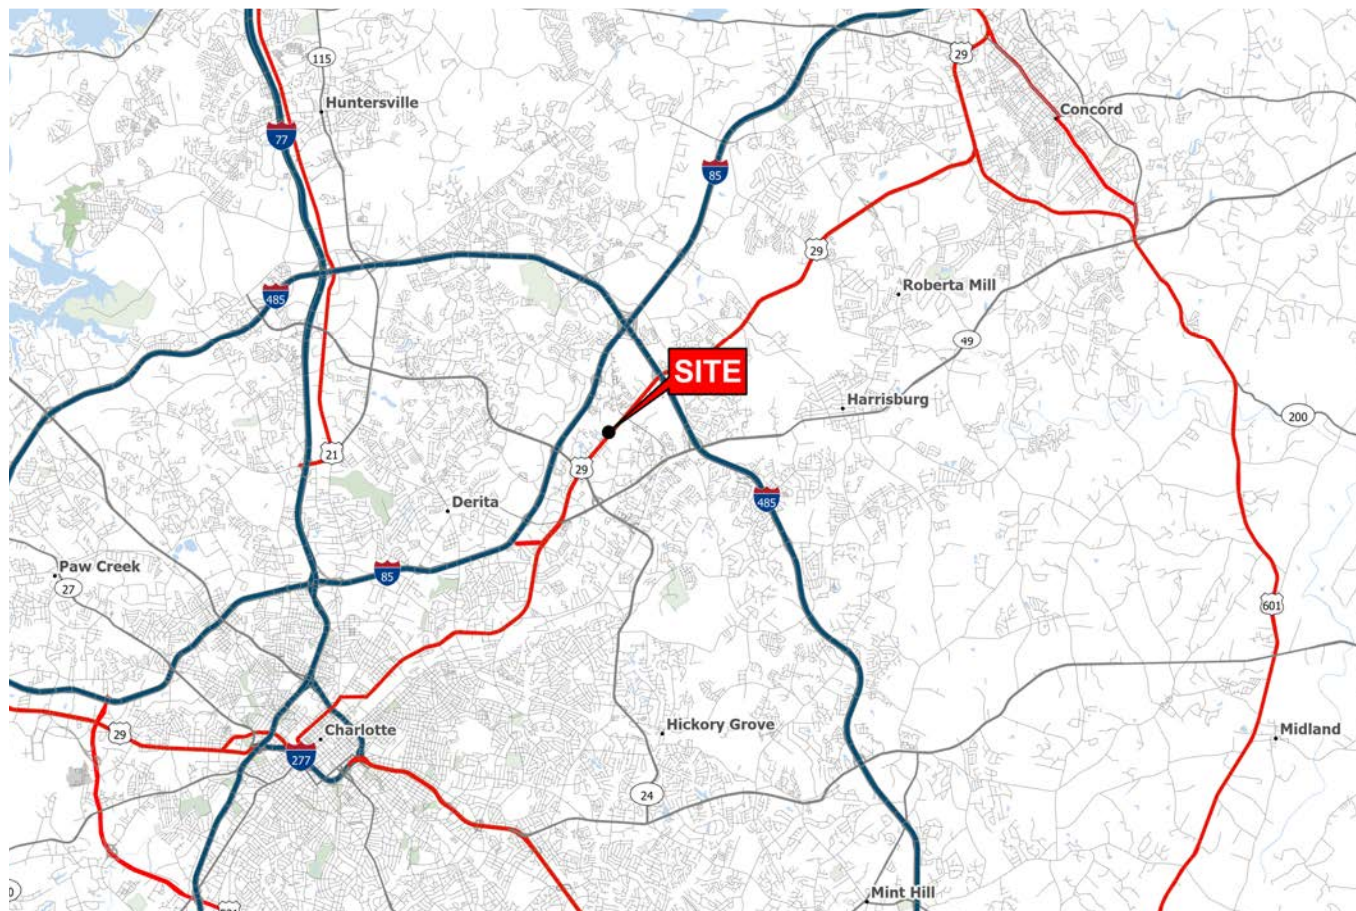 115
29
Huntersville
Concord
77
85
29
485
Roberta Mill
49
SITE
Harrisburg
200
21
29
Derita
485
Paw Creek
85
27
601
Hickory Grove
29
Charlotte
Midland
277
24
Mint Hill